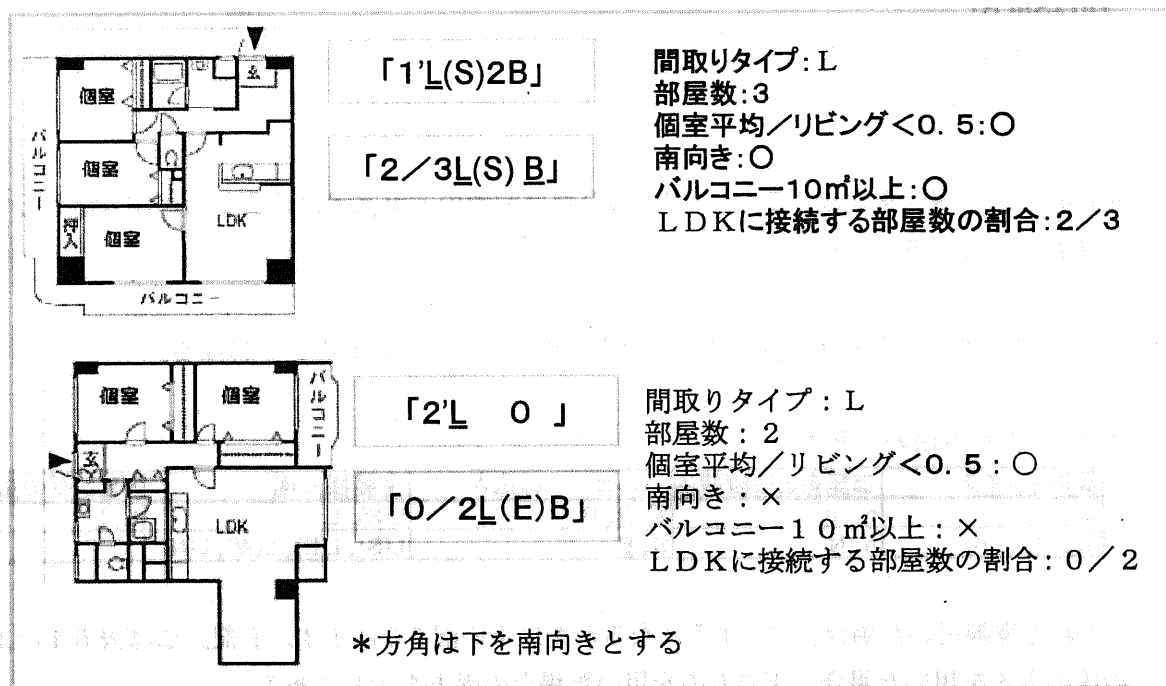 玄
個室
「1'L(S)2B」
間取りタイプ：L
部屋数：3
個室平均／リビング＜0．5：○
南向き：○
バルコニー10㎡以上：○
ＬＤＫに接続する部屋数の割合：2／3
バルコニー
個室
「2／3L(S) B」
押入
個室
LDK
バルコニー
個室
個室
バルコニー
「2'L 0 」
間取りタイプ：L
部屋数：2
個室平均／リビング＜0．5：○
南向き：×
バルコニー１０㎡以上：×
ＬＤＫに接続する部屋数の割合：０／２
玄
LDK
「0／2L(E)B」
＊方角は下を南向きとする